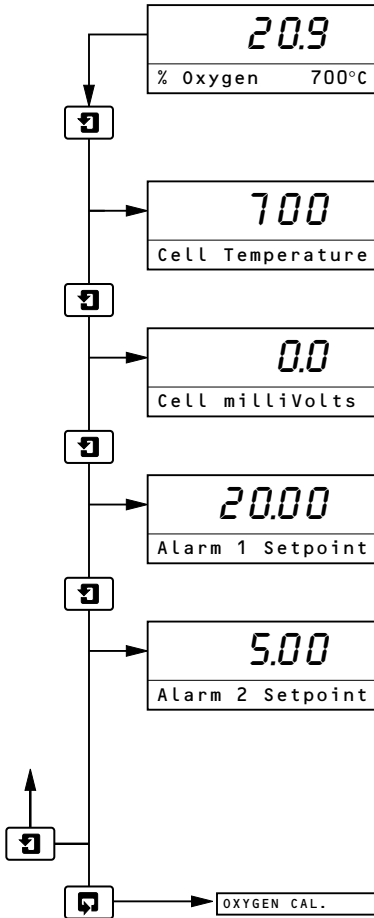 20.9
% Oxygen 700°C
700
Cell Temperature
0.0
Cell milliVolts
20.00
Alarm 1 Setpoint
5.00
Alarm 2 Setpoint
OXYGEN CAL.